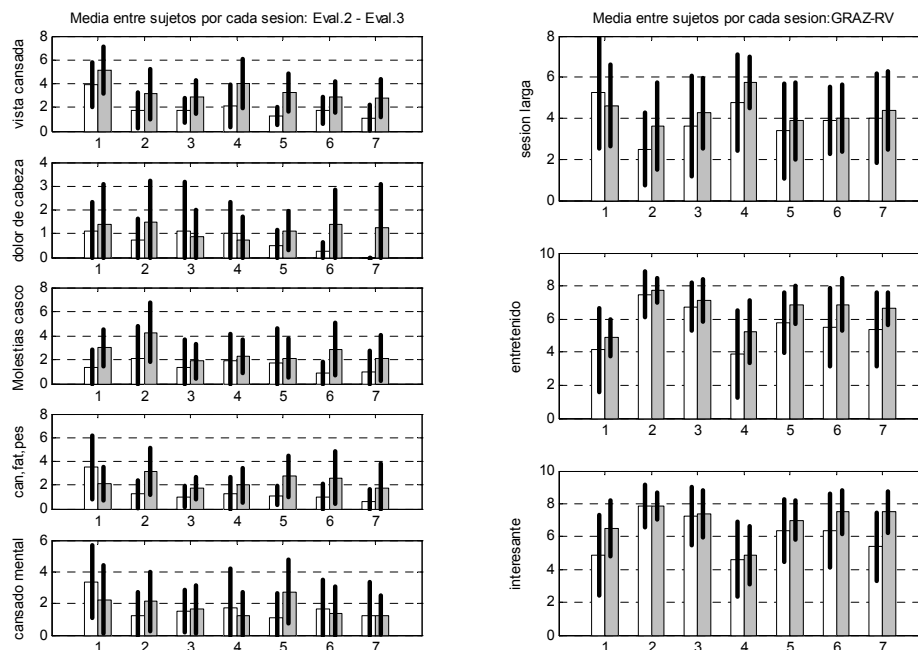 Media entre sujetos por cada sesion: Eval.2 - Eval.3
vista cansada
8
6
4
2
0
1 2 3 4 5 6 7
dolor de cabeza
4
3
2
1
0
1 2 3 4 5 6 7
Molestias casco
8
6
4
2
0
1 2 3 4 5 6 7
can,fat,pes
8
6
4
2
0
1 2 3 4 5 6 7
cansado mental
6
4
2
0
1 2 3 4 5 6 7
Media entre sujetos por cada sesion:GRAZ-RV
sesion larga
8
6
4
2
0
1 2 3 4 5 6 7
entretenido
10
8
6
4
2
0
1 2 3 4 5 6 7
interesante
10
8
6
4
2
0
1 2 3 4 5 6 7